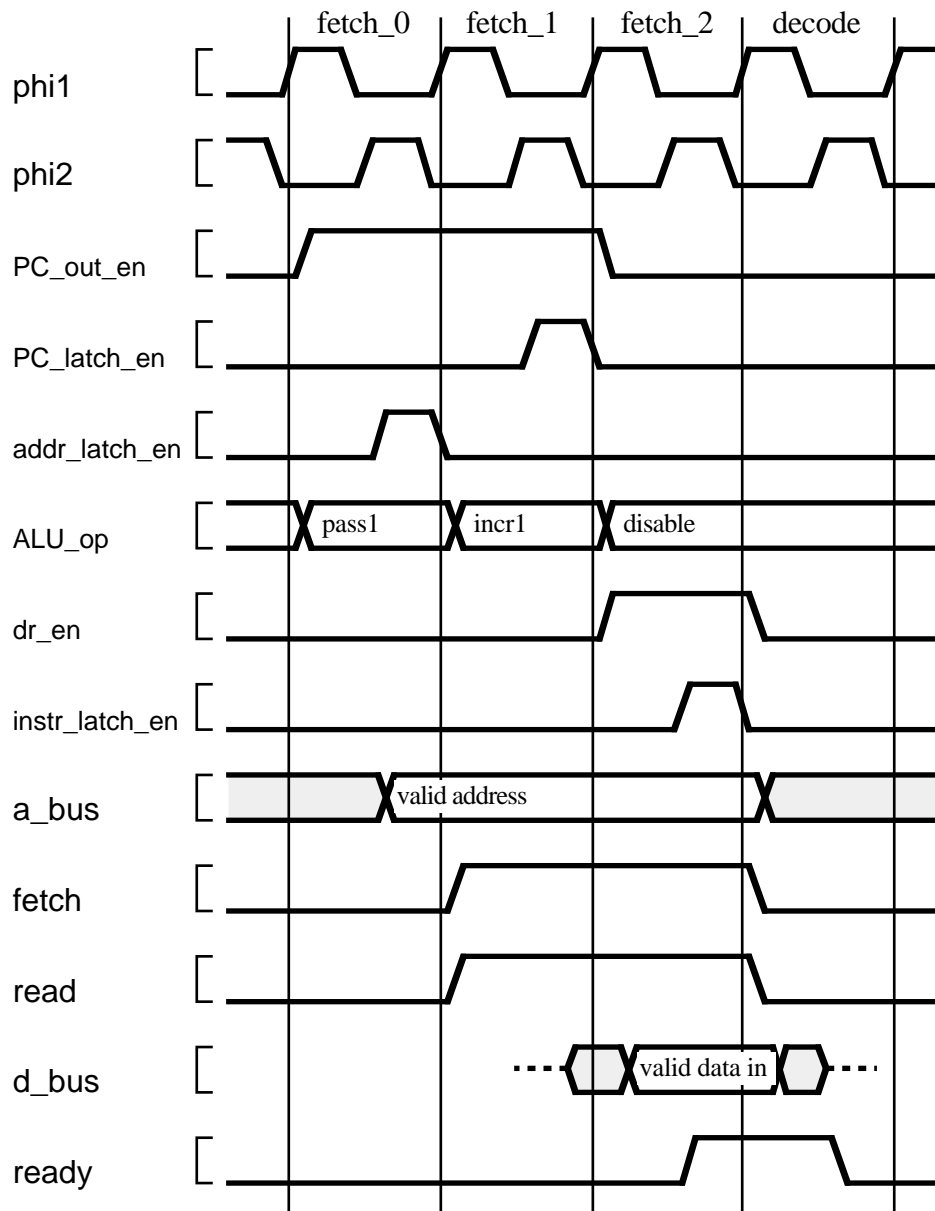 fetch_0 fetch_1 fetch_2 decode
phi1
phi2
PC_out_en
PC_latch_en
addr_latch_en
ALU_op pass1 incr1 disable
dr_en
instr_latch_en
a_bus valid address
fetch
read
d_bus valid data in
ready